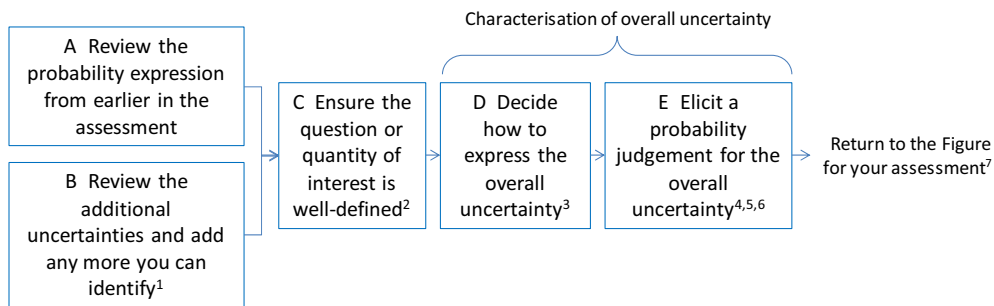 Characterisation of overall uncertainty
A Review the
probability expression
from earlier in the
assessment
B Review the
additional
uncertainties and add
any more you can
identify¹
C Ensure the
question or
quantity of
interest is
well-defined²
D Decide
how to
express the
overall
uncertainty³
E Elicit a
probability
judgement for the
overall
uncertainty⁴,⁵,⁶
Return to the Figure
for your assessment⁷